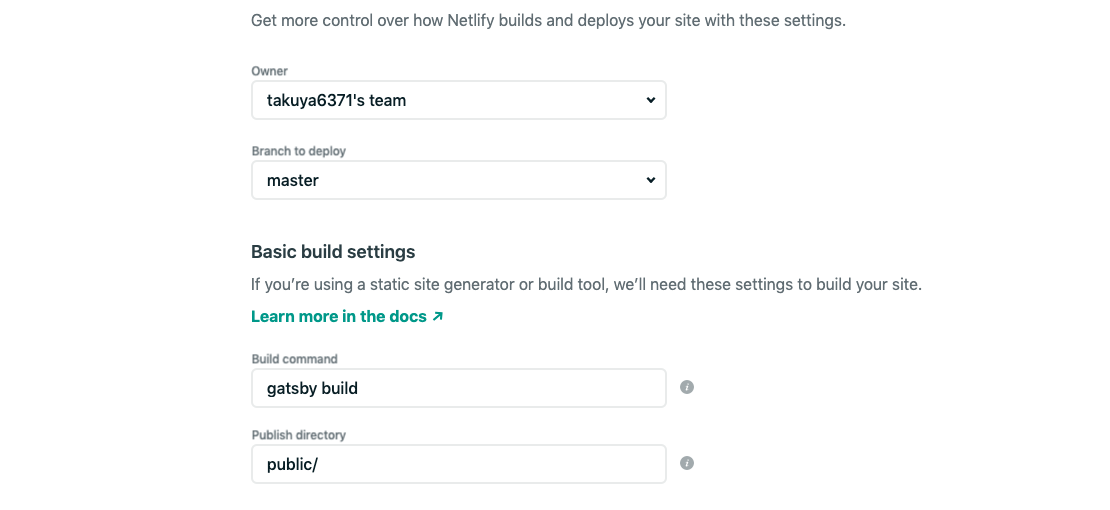 Get more control over how Netlify builds and deploys your site with these settings.
Owner
takuya6371's team
Branch to deploy
master
Basic build settings
If you’re using a static site generator or build tool, we’ll need these settings to build your site.
Learn more in the docs ↗
Build command
gatsby build
i
Publish directory
public/
i